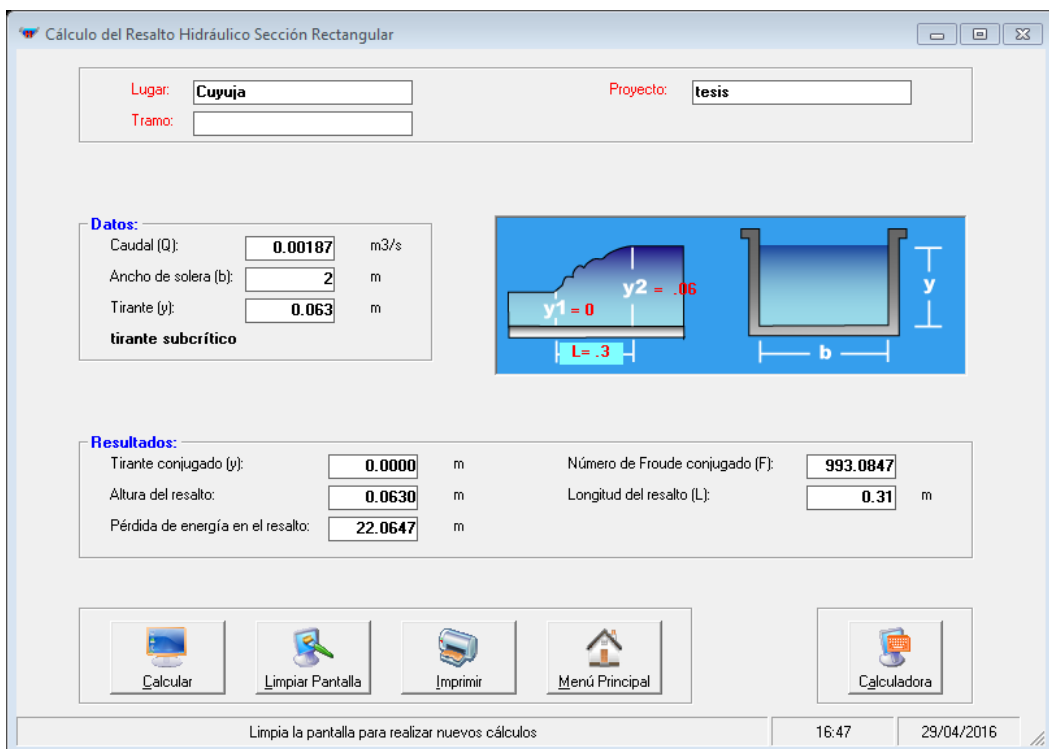 Cálculo del Resalto Hidráulico Sección Rectangular
Lugar: Cuyuja Proyecto: tesis
Tramo:
Datos:
Caudal (Q): 0.00187 m3/s
Ancho de solera (b): 2 m
Tirante (y): 0.063 m
tirante subcrítico
y1 = 0
y2 = .06
L= .3
b
y
Resultados:
Tirante conjugado (y): 0.0000 m Número de Froude conjugado (F): 993.0847
Altura del resalto: 0.0630 m Longitud del resalto (L): 0.31 m
Pérdida de energía en el resalto: 22.0647 m
Calcular Limpiar Pantalla Imprimir Menú Principal Calculadora
Limpia la pantalla para realizar nuevos cálculos 16:47 29/04/2016